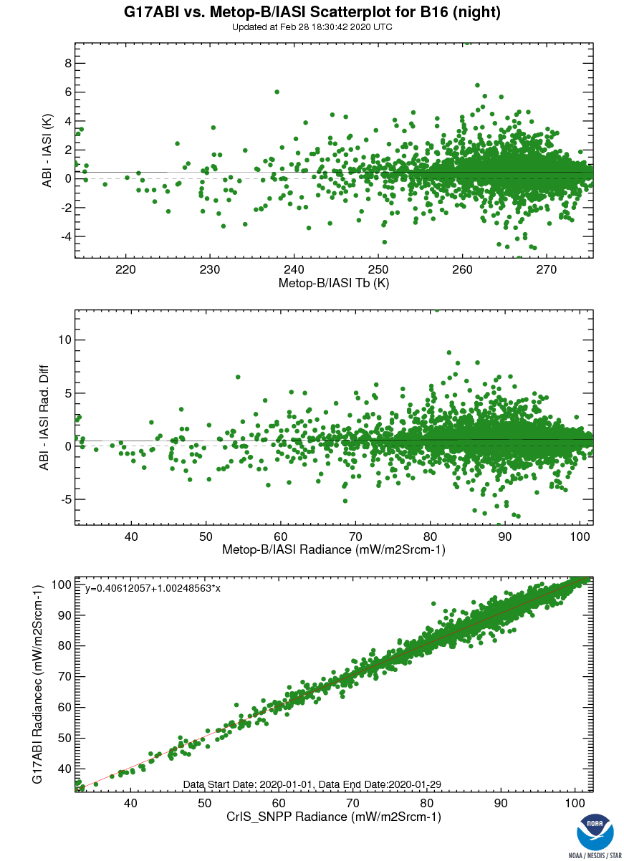 G17ABI vs. Metop-B/IASI Scatterplot for B16 (night)
Updated at Feb 28 18:30:42 2020 UTC
8
6
4
2
0
-2
-4
ABI - IASI (K)
220 230 240 250 260 270
Metop-B/IASI Tb (K)
10
5
0
-5
ABI - IASI Rad. Diff
40 50 60 70 80 90 100
Metop-B/IASI Radiance (mW/m2Srcm-1)
y=0.40612057+1.00248563*x
100
90
80
70
60
50
40
G17ABI Radiancec (mW/m2Srcm-1)
Data Start Date: 2020-01-01, Data End Date:2020-01-29
40 50 60 70 80 90 100
CrIS_SNPP Radiance (mW/m2Srcm-1)
NOAA
NOAA / NESDIS / STAR